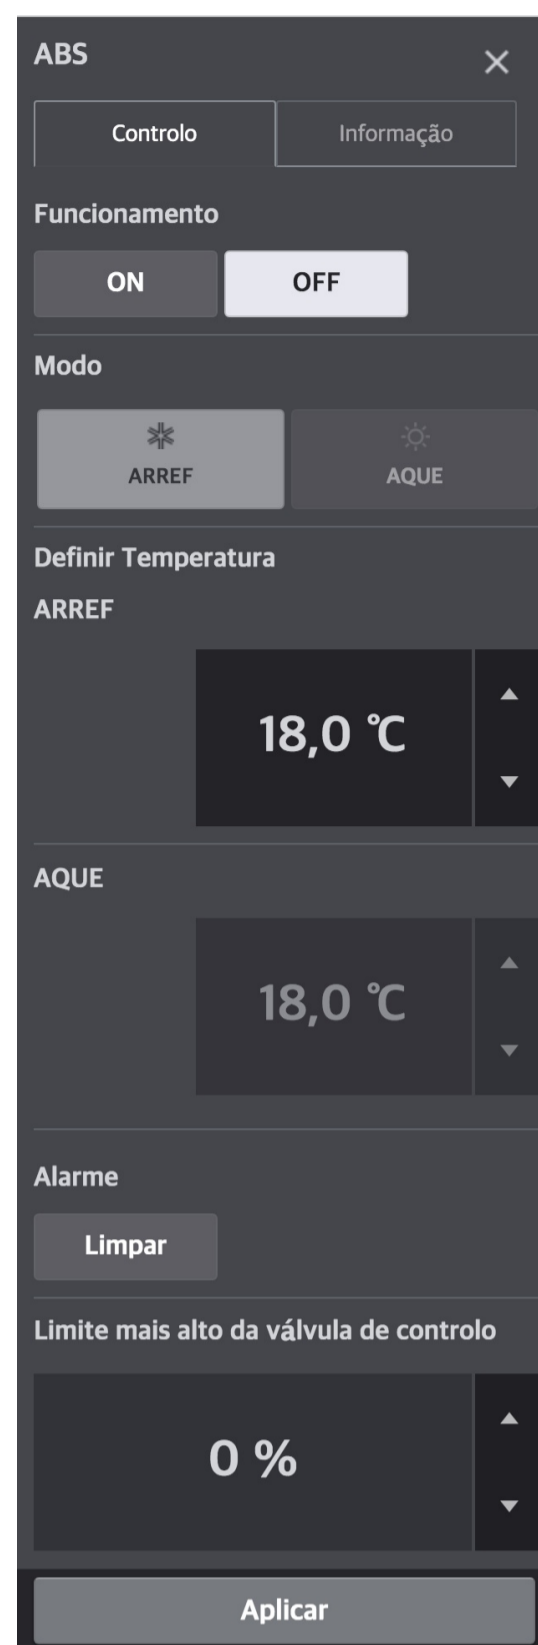 ABS
Controlo
Informação
Funcionamento
ON
OFF
Modo
ARREF
AQUE
Definir Temperatura
ARREF
18,0 ℃
AQUE
18,0 ℃
Alarme
Limpar
Limite mais alto da válvula de controlo
0 %
Aplicar